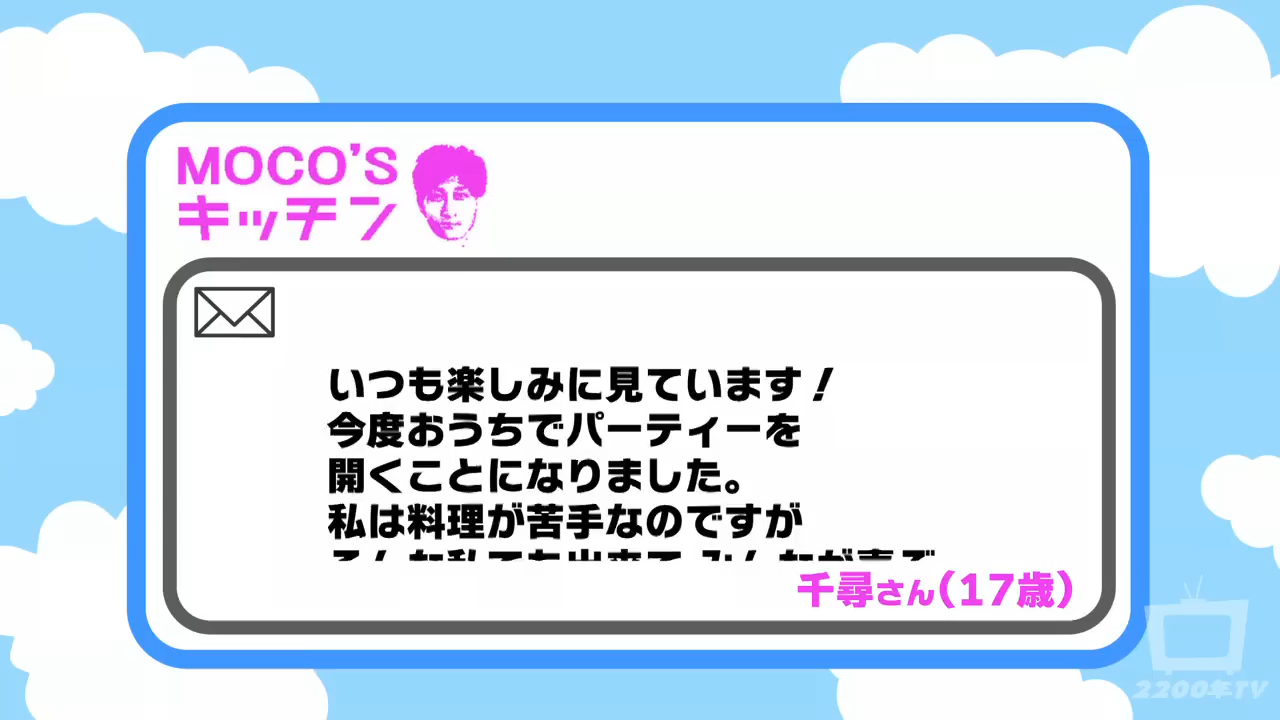 MOCO'S
キッチン
いつも楽しみに見ています！
今度おうちでパーティーを
開くことになりました。
私は料理が苦手なのですが
千尋さん(17歳)
2200年TV